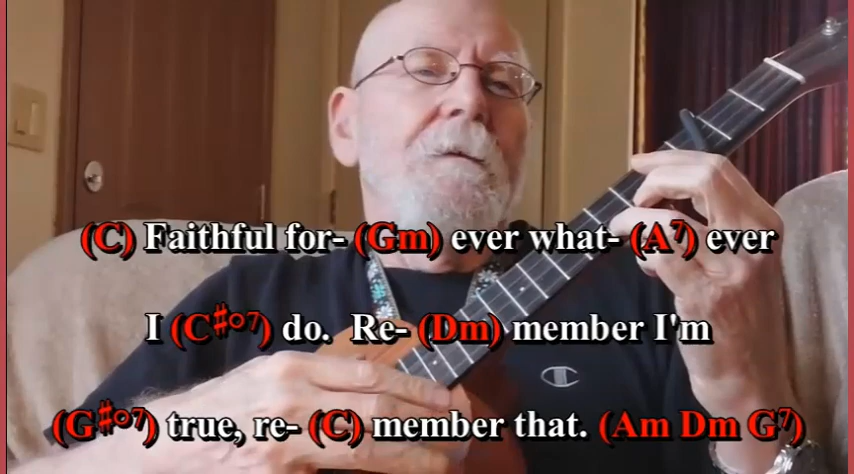 (C) Faithful for- (Gm) ever what- (A⁷) ever
I (C♯○⁷) do. Re- (Dm) member I'm
(G♯○⁷) true, re- (C) member that. (Am Dm G⁷)